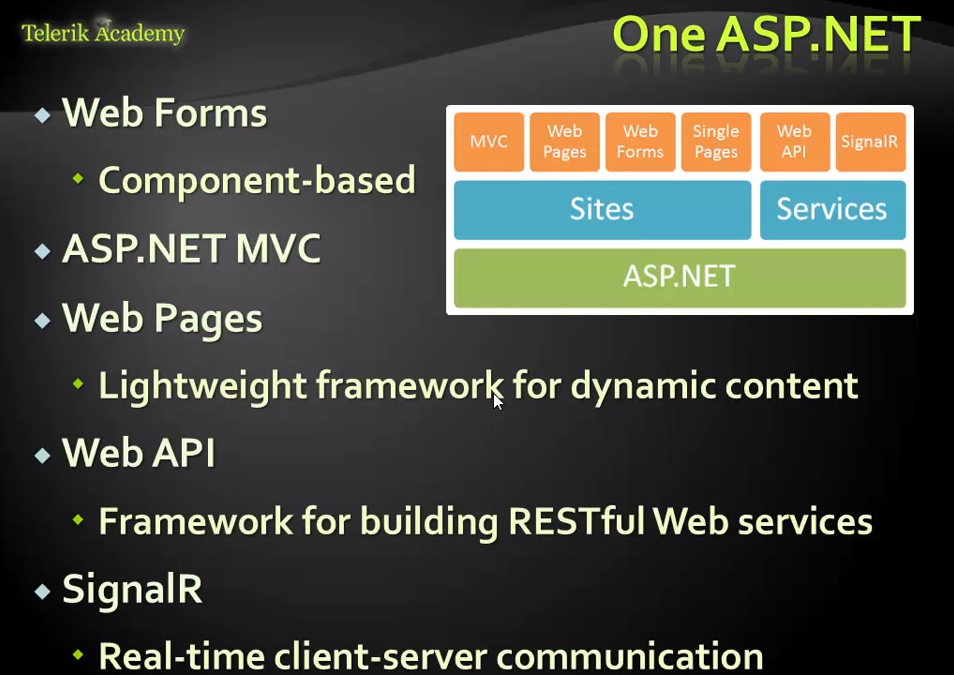 Telerik Academy
One ASP.NET
Web Forms
Component-based
ASP.NET MVC
Web Pages
Lightweight framework for dynamic content
Web API
Framework for building RESTful Web services
SignalR
Real-time client-server communication
MVC
Web
Pages
Web
Forms
Single
Pages
Web
API
SignalR
Sites
Services
ASP.NET